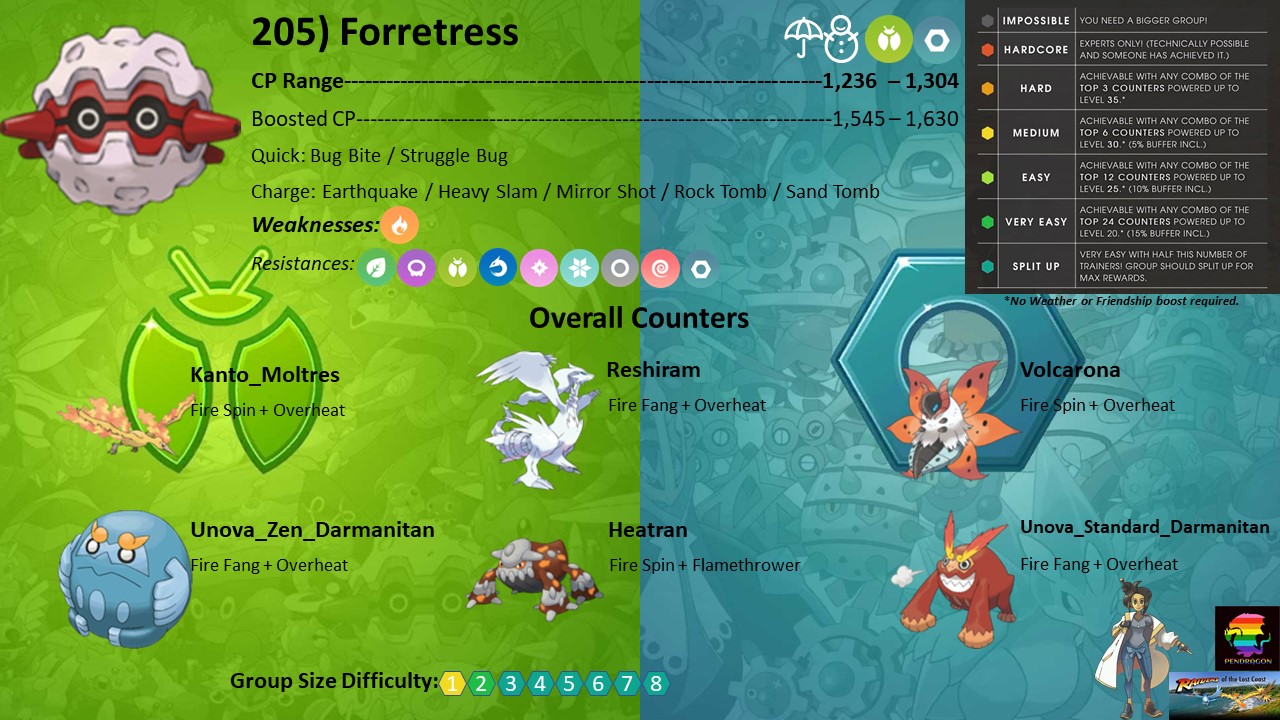 205) Forretress
CP Range---1,236 – 1,304
Boosted CP---1,545 – 1,630
Quick: Bug Bite / Struggle Bug
Charge: Earthquake / Heavy Slam / Mirror Shot / Rock Tomb / Sand Tomb
Weaknesses:
Resistances:
IMPOSSIBLE
YOU NEED A BIGGER GROUP!
HARDCORE
EXPERTS ONLY! (TECHNICALLY POSSIBLE
AND SOMEONE HAS ACHIEVED IT.)
HARD
ACHIEVABLE WITH ANY COMBO OF THE
TOP 3 COUNTERS POWERED UP TO
LEVEL 35.*
MEDIUM
ACHIEVABLE WITH ANY COMBO OF THE
TOP 6 COUNTERS POWERED UP TO
LEVEL 30.* (5% BUFFER INCL.)
EASY
ACHIEVABLE WITH ANY COMBO OF THE
TOP 12 COUNTERS POWERED UP TO
LEVEL 25.* (10% BUFFER INCL.)
VERY EASY
ACHIEVABLE WITH ANY COMBO OF THE
TOP 24 COUNTERS POWERED UP TO
LEVEL 20.* (15% BUFFER INCL.)
SPLIT UP
VERY EASY WITH HALF THIS NUMBER OF
TRAINERS! GROUP SHOULD SPLIT UP FOR
MAX REWARDS.
*No Weather or Friendship boost required.
Overall Counters
Kanto_Moltres
Fire Spin + Overheat
Reshiram
Fire Fang + Overheat
Volcarona
Fire Spin + Overheat
Unova_Zen_Darmanitan
Fire Fang + Overheat
Heatran
Fire Spin + Flamethrower
Unova_Standard_Darmanitan
Fire Fang + Overheat
Group Size Difficulty: 1 2 3 4 5 6 7 8
PENDRAGON
RAIDERS of the Lost Coast